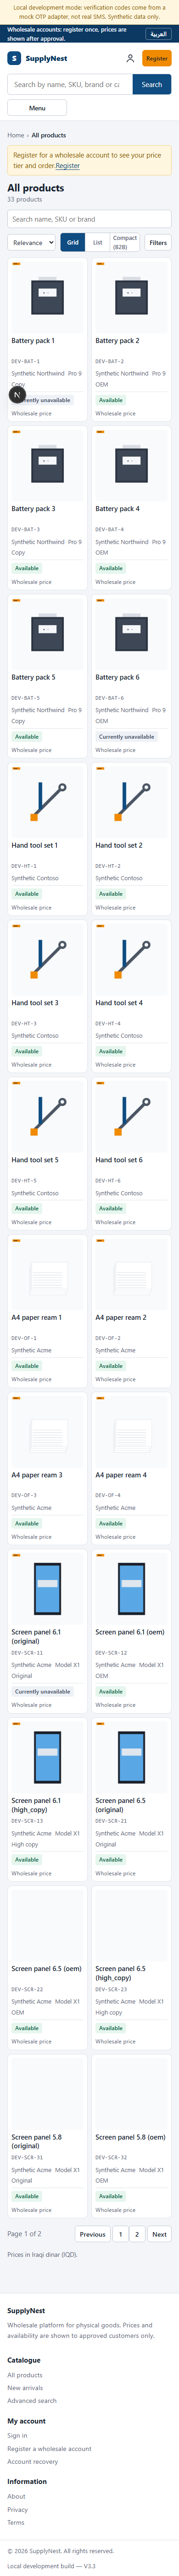 Local development mode: verification codes come from a
mock OTP adapter, not real SMS. Synthetic data only.
Wholesale accounts: register once, prices are
shown after approval.
العربية
S
SupplyNest
Register
Search by name, SKU, brand or ca
Search
Menu
Home › All products
Register for a wholesale account to see your price
tier and order. Register
All products
33 products
Search name, SKU or brand
Relevance
Grid
List
Compact
(B2B)
Filters
Battery pack 1
DEV-BAT-1
Synthetic Northwind Pro 9
Copy
Currently unavailable
Wholesale price
Battery pack 2
DEV-BAT-2
Synthetic Northwind Pro 9
OEM
Available
Wholesale price
N
Battery pack 3
DEV-BAT-3
Synthetic Northwind Pro 9
Copy
Available
Wholesale price
Battery pack 4
DEV-BAT-4
Synthetic Northwind Pro 9
OEM
Available
Wholesale price
Battery pack 5
DEV-BAT-5
Synthetic Northwind Pro 9
Copy
Available
Wholesale price
Battery pack 6
DEV-BAT-6
Synthetic Northwind Pro 9
OEM
Currently unavailable
Wholesale price
Hand tool set 1
DEV-HT-1
Synthetic Contoso
Available
Wholesale price
Hand tool set 2
DEV-HT-2
Synthetic Contoso
Available
Wholesale price
Hand tool set 3
DEV-HT-3
Synthetic Contoso
Available
Wholesale price
Hand tool set 4
DEV-HT-4
Synthetic Contoso
Available
Wholesale price
Hand tool set 5
DEV-HT-5
Synthetic Contoso
Available
Wholesale price
Hand tool set 6
DEV-HT-6
Synthetic Contoso
Available
Wholesale price
A4 paper ream 1
DEV-OF-1
Synthetic Acme
Available
Wholesale price
A4 paper ream 2
DEV-OF-2
Synthetic Acme
Available
Wholesale price
A4 paper ream 3
DEV-OF-3
Synthetic Acme
Available
Wholesale price
A4 paper ream 4
DEV-OF-4
Synthetic Acme
Available
Wholesale price
Screen panel 6.1
(original)
DEV-SCR-11
Synthetic Acme Model X1
Original
Currently unavailable
Wholesale price
Screen panel 6.1 (oem)
DEV-SCR-12
Synthetic Acme Model X1
OEM
Available
Wholesale price
Screen panel 6.1
(high_copy)
DEV-SCR-13
Synthetic Acme Model X1
High copy
Available
Wholesale price
Screen panel 6.5
(original)
DEV-SCR-21
Synthetic Acme Model X1
Original
Available
Wholesale price
Screen panel 6.5 (oem)
DEV-SCR-22
Synthetic Acme Model X1
OEM
Available
Wholesale price
Screen panel 6.5
(high_copy)
DEV-SCR-23
Synthetic Acme Model X1
High copy
Available
Wholesale price
Screen panel 5.8
(original)
DEV-SCR-31
Synthetic Acme Model X1
Original
Available
Wholesale price
Screen panel 5.8 (oem)
DEV-SCR-32
Synthetic Acme Model X1
OEM
Available
Wholesale price
Page 1 of 2
Previous
1
2
Next
Prices in Iraqi dinar (IQD).
SupplyNest
Wholesale platform for physical goods. Prices and
availability are shown to approved customers only.
Catalogue
All products
New arrivals
Advanced search
My account
Sign in
Register a wholesale account
Account recovery
Information
About
Privacy
Terms
© 2026 SupplyNest. All rights reserved.
Local development build — V3.3